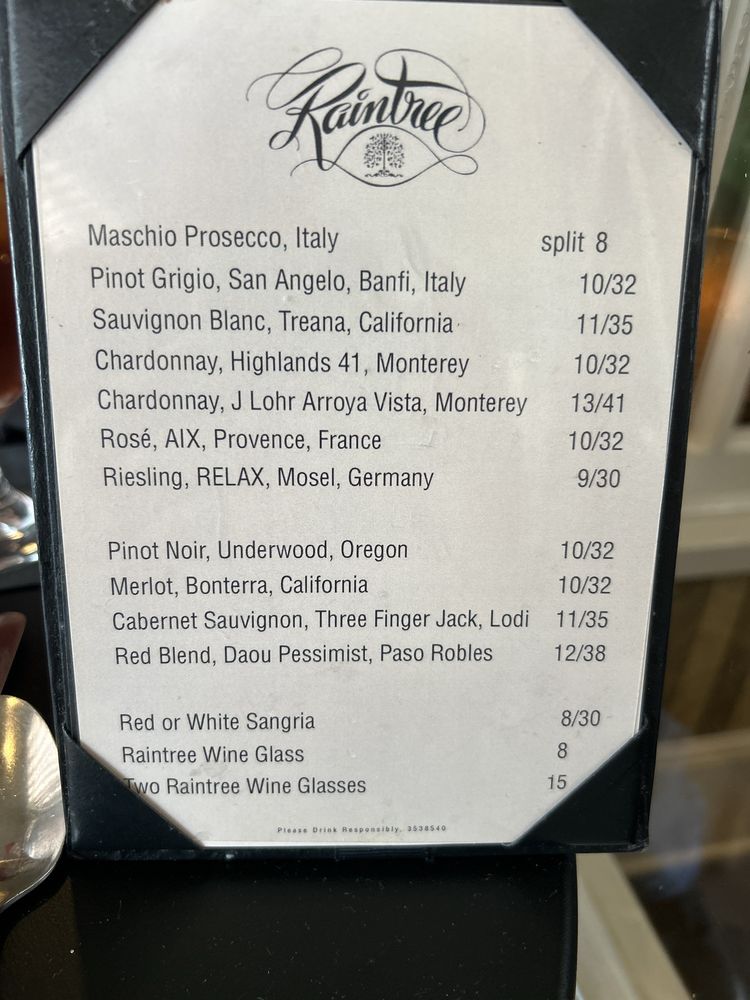 Raintree
Maschio Prosecco, Italy split 8
Pinot Grigio, San Angelo, Banfi, Italy 10/32
Sauvignon Blanc, Treana, California 11/35
Chardonnay, Highlands 41, Monterey 10/32
Chardonnay, J Lohr Arroya Vista, Monterey 13/41
Rosé, AIX, Provence, France 10/32
Riesling, RELAX, Mosel, Germany 9/30
Pinot Noir, Underwood, Oregon 10/32
Merlot, Bonterra, California 10/32
Cabernet Sauvignon, Three Finger Jack, Lodi 11/35
Red Blend, Daou Pessimist, Paso Robles 12/38
Red or White Sangria 8/30
Raintree Wine Glass 8
Two Raintree Wine Glasses 15
Please Drink Responsibly. 3538540